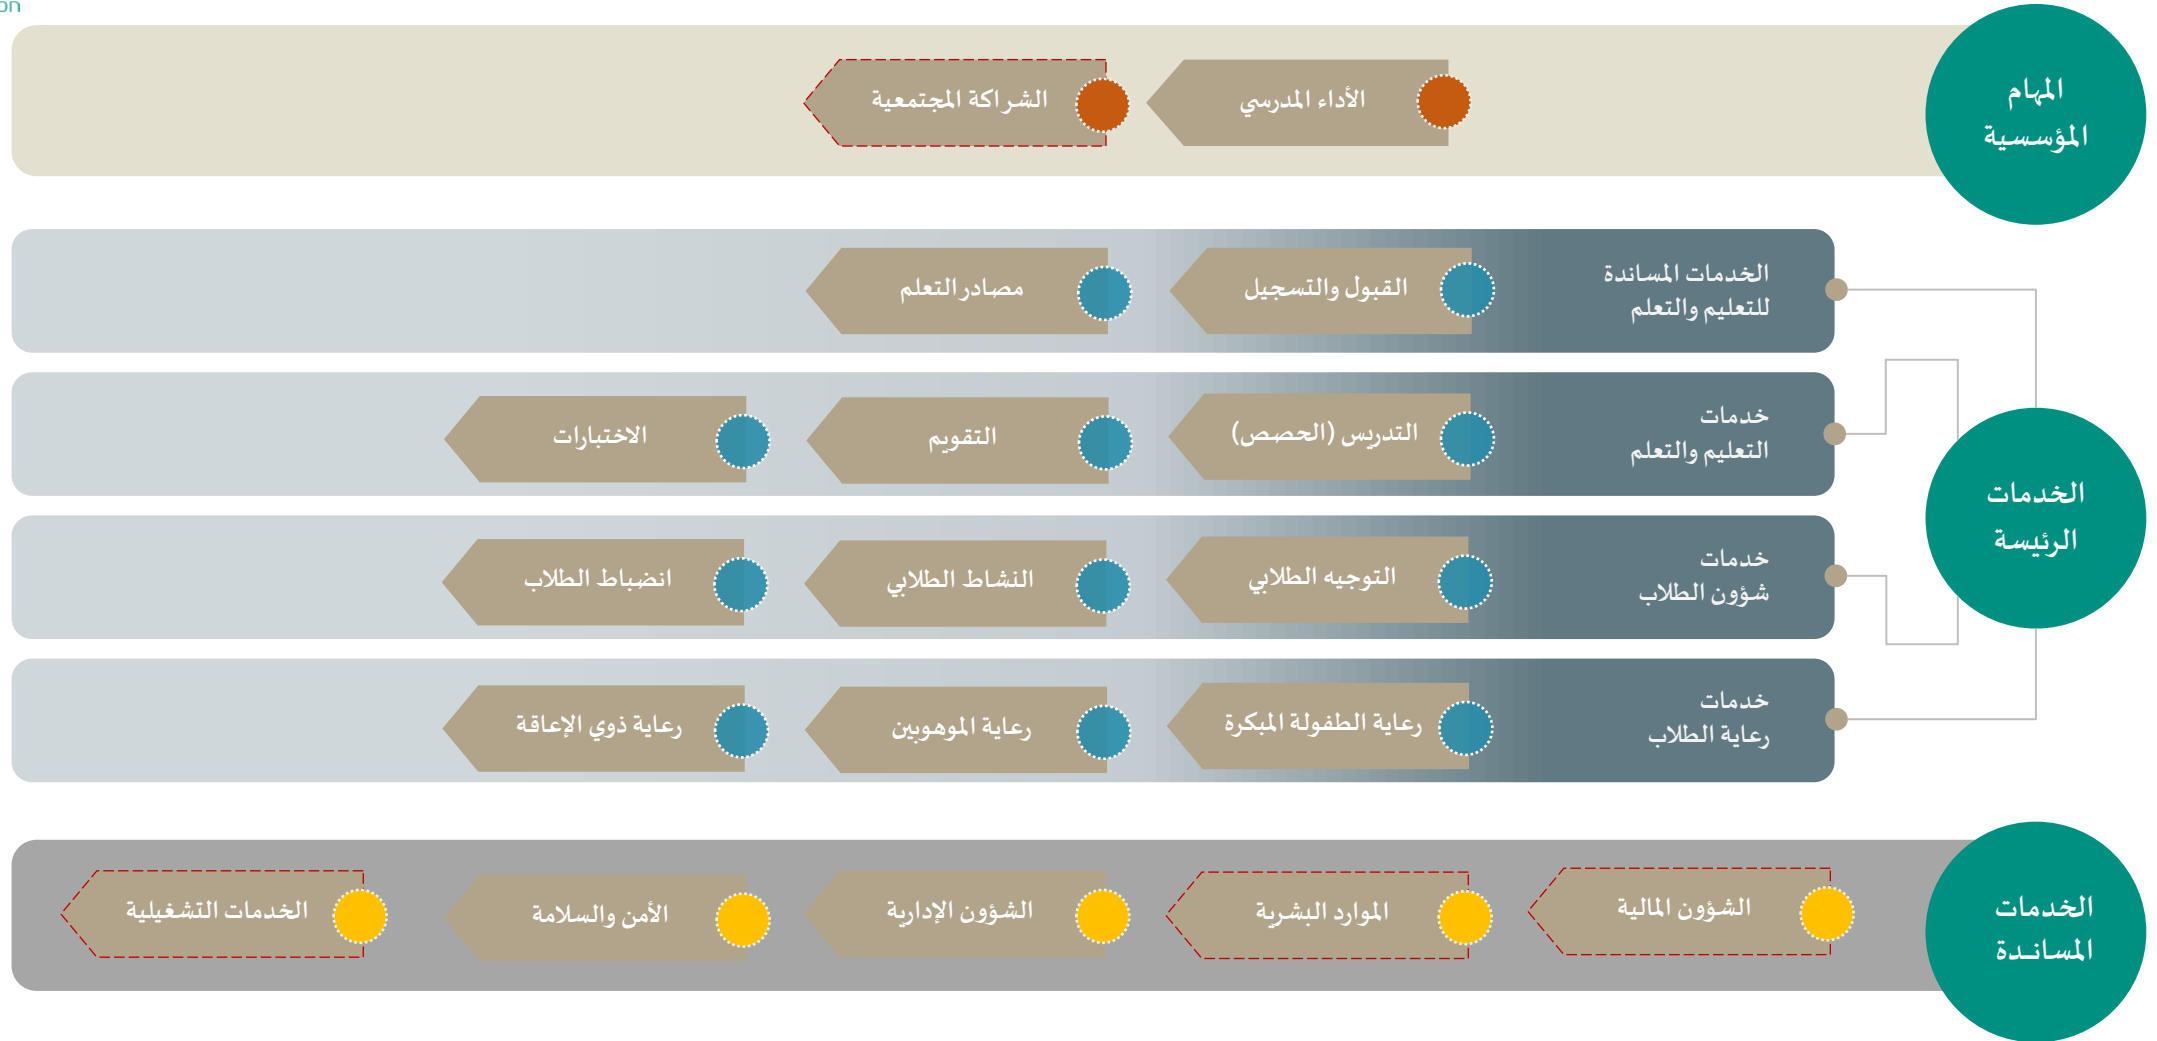 on
المهام
المؤسسية
الأداء المدرسي
الشراكة المجتمعية
الخدمات الرئيسة
الخدمات المساندة
للتعليم والتعلم
القبول والتسجيل
مصادر التعلم
خدمات
التعليم والتعلم
التدريس (الحصص)
التقويم
الاختبارات
خدمات
شؤون الطلاب
التوجيه الطلابي
النشاط الطلابي
انضباط الطلاب
خدمات
رعاية الطلاب
رعاية الطفولة المبكرة
رعاية الموهوبين
رعاية ذوي الإعاقة
الخدمات
المساندة
الشؤون المالية
الموارد البشرية
الشؤون الإدارية
الأمن والسلامة
الخدمات التشغيلية